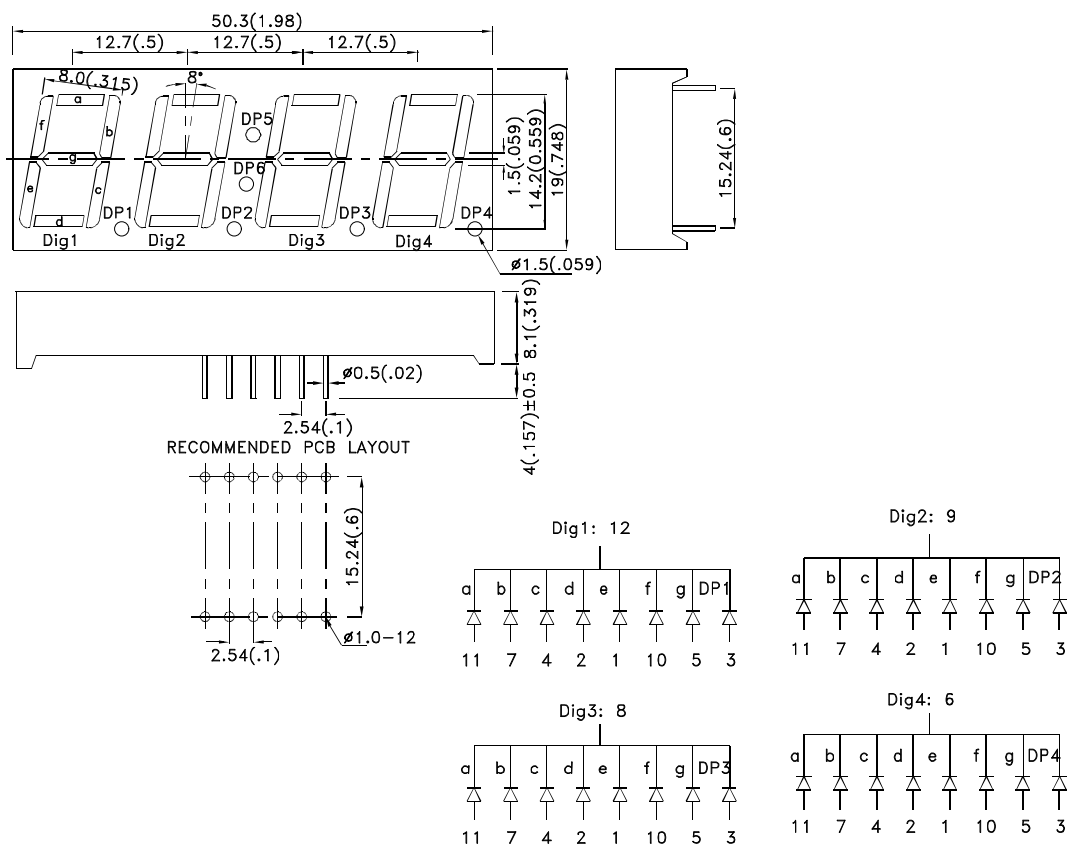 50.3(1.98)
12.7(.5) 12.7(.5) 12.7(.5)
8.0(.315) 8°
a
f b
DP5
g
DP6
e c
d
DP1 DP2 DP3 DP4
Dig1 Dig2 Dig3 Dig4
1.5(.059)
14.2(0.559)
19(.748)
15.24(.6)
ø1.5(.059)
8.1(.319)
4(.157)±0.5
ø0.5(.02)
2.54(.1)
RECOMMENDED PCB LAYOUT
15.24(.6)
ø1.0-12
2.54(.1)
Dig1: 12
a b c d e f g DP1
11 7 4 2 1 10 5 3
Dig2: 9
a b c d e f g DP2
11 7 4 2 1 10 5 3
Dig3: 8
a b c d e f g DP3
11 7 4 2 1 10 5 3
Dig4: 6
a b c d e f g DP4
11 7 4 2 1 10 5 3